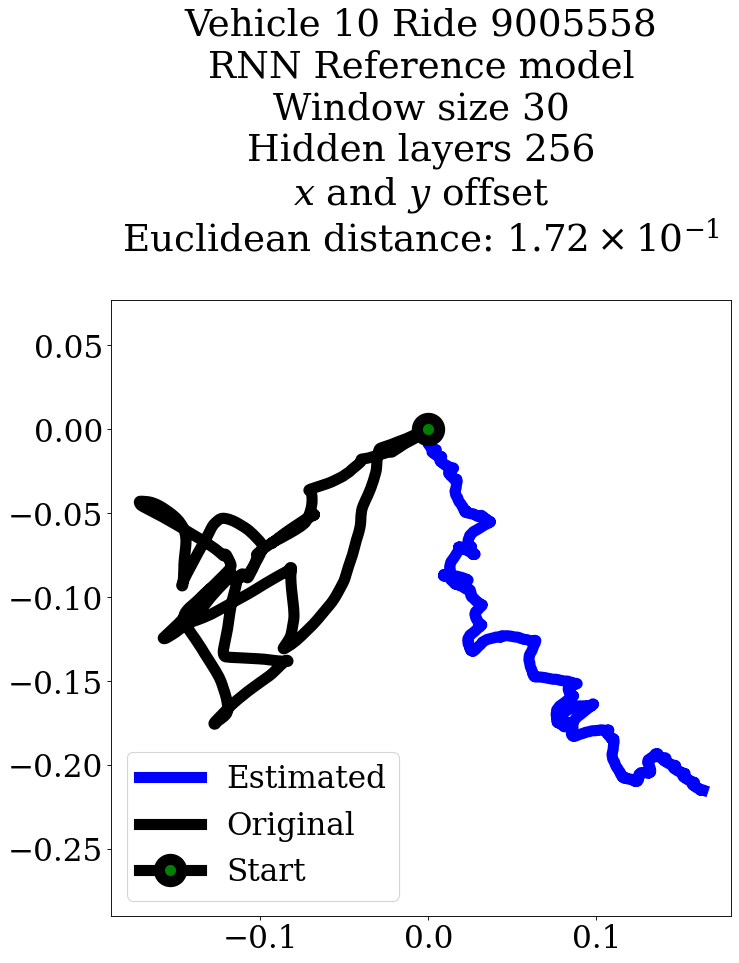 Vehicle 10 Ride 9005558
RNN Reference model
Window size 30
Hidden layers 256
x and y offset
Euclidean distance: 1.72 × 10⁻¹
0.05
0.00
−0.05
−0.10
−0.15
−0.20
−0.25
Estimated
Original
Start
−0.1
0.0
0.1